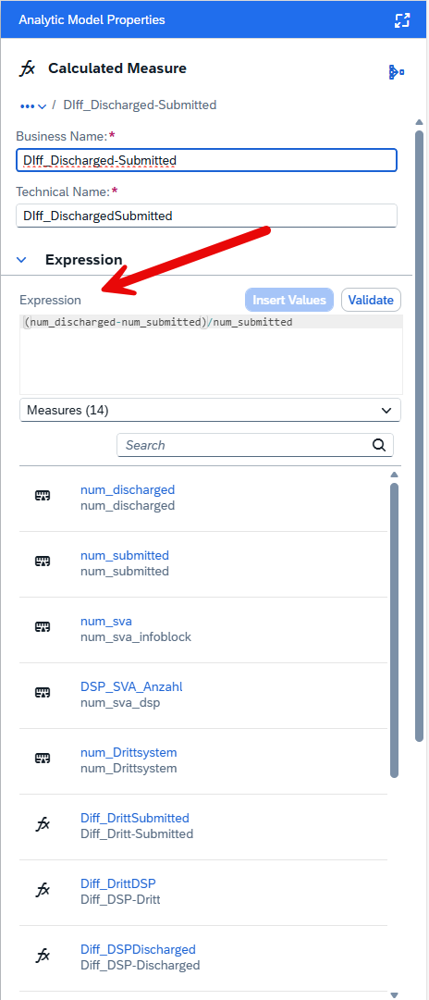 Analytic Model Properties
Calculated Measure
••• / DIff_Discharged-Submitted
Business Name:*
DIff_Discharged-Submitted
Technical Name:*
DIff_DischargedSubmitted
Expression
Expression Insert Values Validate
(num_discharged-num_submitted)/num_submitted
Measures (14)
Search
num_discharged
num_discharged
num_submitted
num_submitted
num_sva
num_sva_infoblock
DSP_SVA_Anzahl
num_sva_dsp
num_Drittsystem
num_Drittsystem
Diff_DrittSubmitted
Diff_Dritt-Submitted
Diff_DrittDSP
Diff_DSP-Dritt
Diff_DSPDischarged
Diff_DSP-Discharged